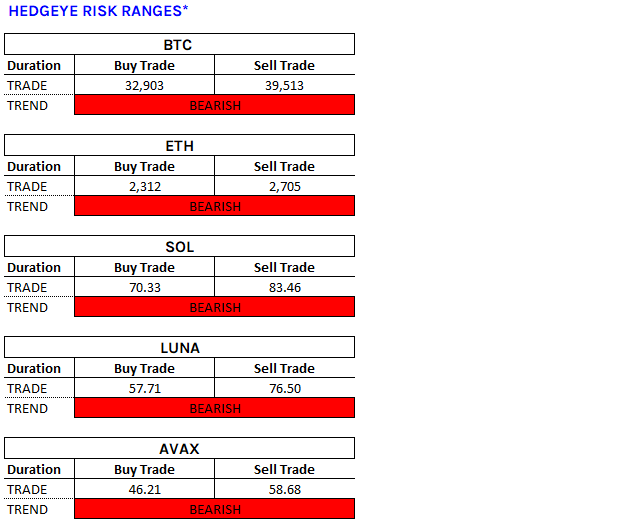 HEDGEYE RISK RANGES*
BTC
Duration Buy Trade Sell Trade
TRADE 32,903 39,513
TREND BEARISH
ETH
Duration Buy Trade Sell Trade
TRADE 2,312 2,705
TREND BEARISH
SOL
Duration Buy Trade Sell Trade
TRADE 70.33 83.46
TREND BEARISH
LUNA
Duration Buy Trade Sell Trade
TRADE 57.71 76.50
TREND BEARISH
AVAX
Duration Buy Trade Sell Trade
TRADE 46.21 58.68
TREND BEARISH